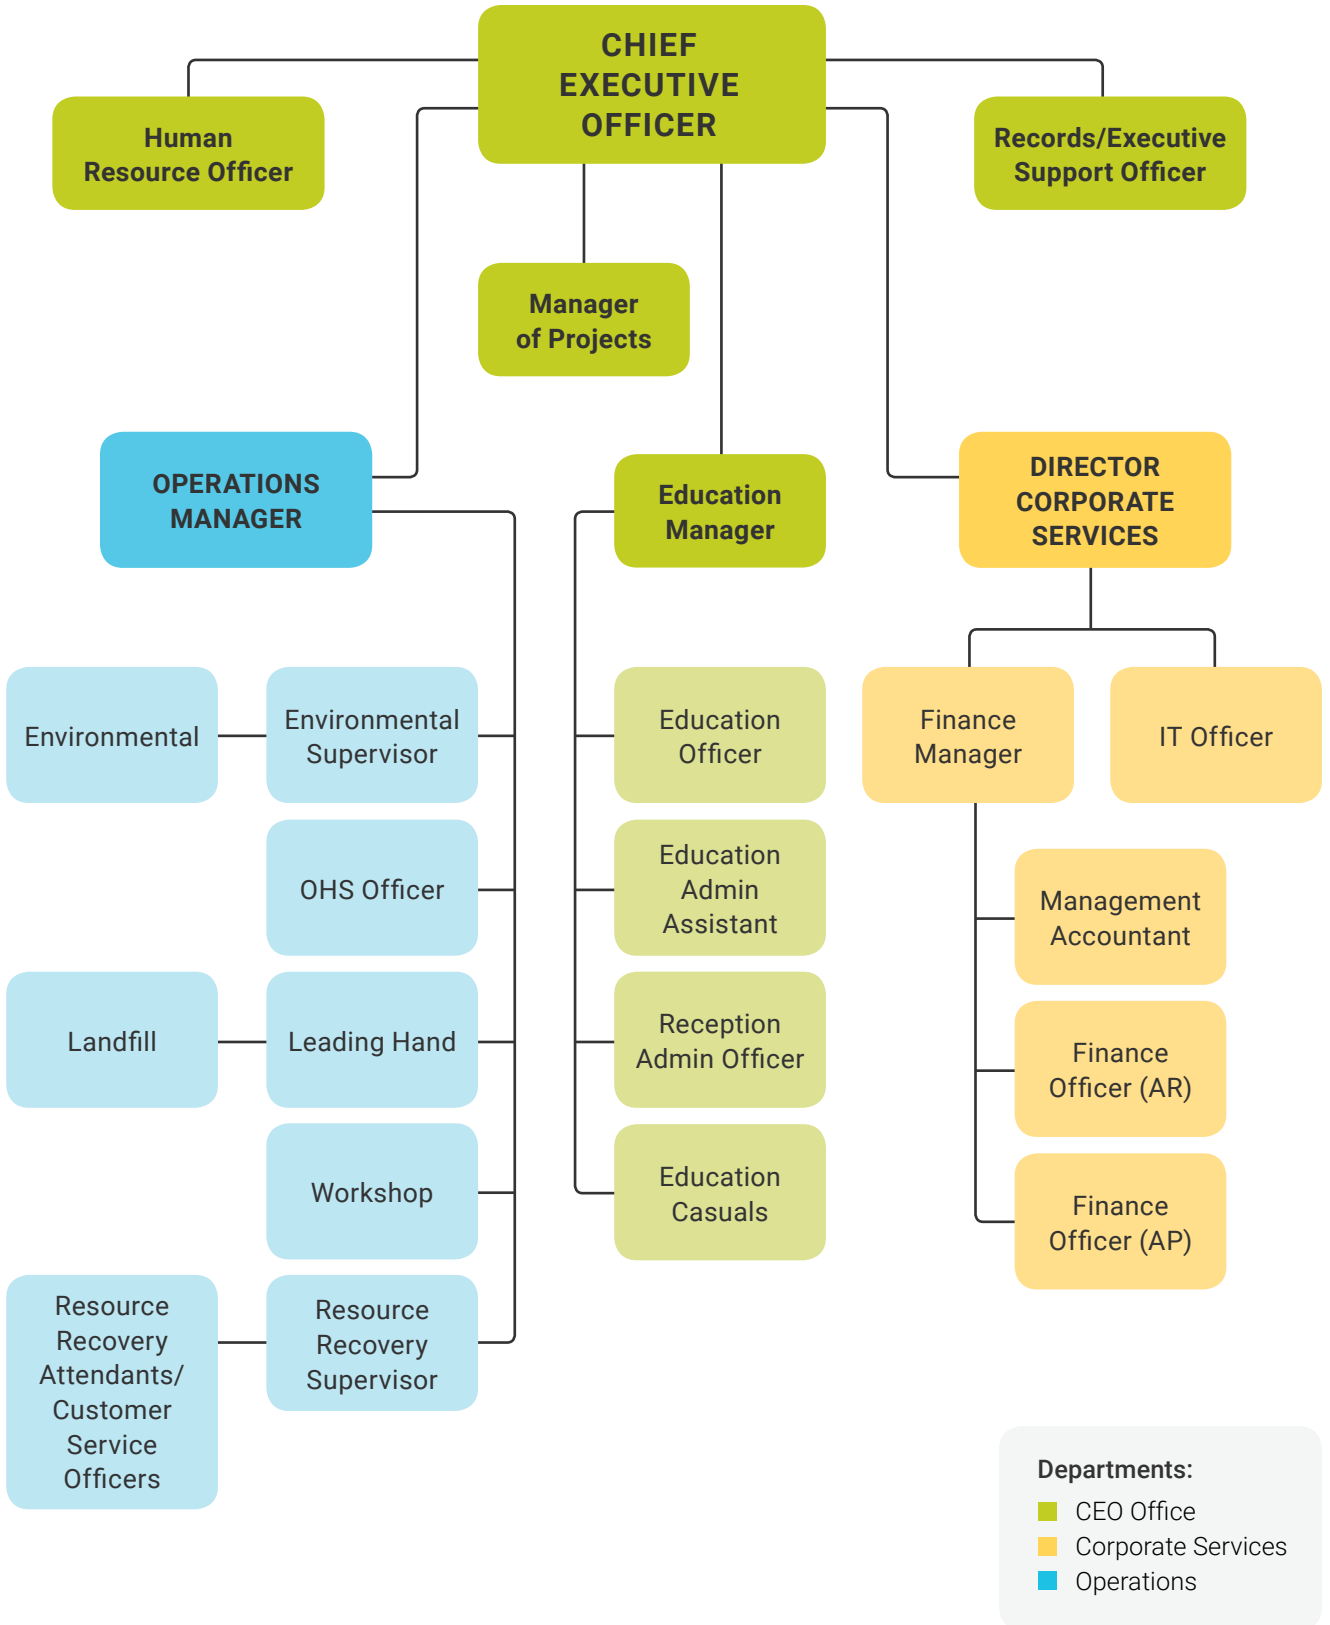 CHIEF
EXECUTIVE
OFFICER
Human
Resource Officer
Records/Executive
Support Officer
Manager
of Projects
OPERATIONS
MANAGER
Education
Manager
DIRECTOR
CORPORATE
SERVICES
Environmental
Environmental
Supervisor
Education
Officer
Finance
Manager
IT Officer
OHS Officer
Education
Admin
Assistant
Management
Accountant
Landfill
Leading Hand
Reception
Admin Officer
Finance
Officer (AR)
Workshop
Education
Casuals
Finance
Officer (AP)
Resource
Recovery
Attendants/
Customer
Service
Officers
Resource
Recovery
Supervisor
Departments:
CEO Office
Corporate Services
Operations